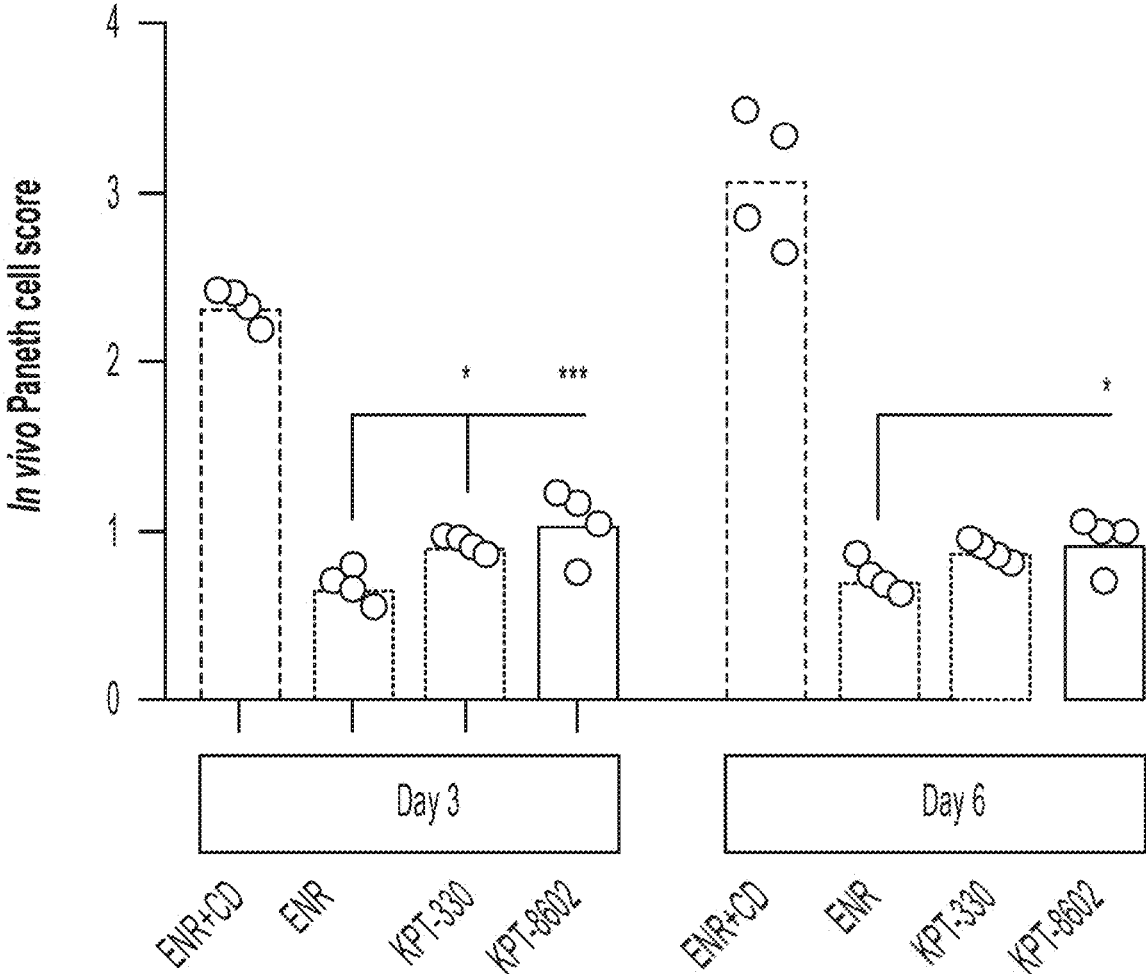 In vivo Paneth cell score
4
3
2
1
0
* ***
*
Day 3 Day 6
ENR+CD ENR KPT-330 KPT-8602 ENR+CD ENR KPT-330 KPT-8602